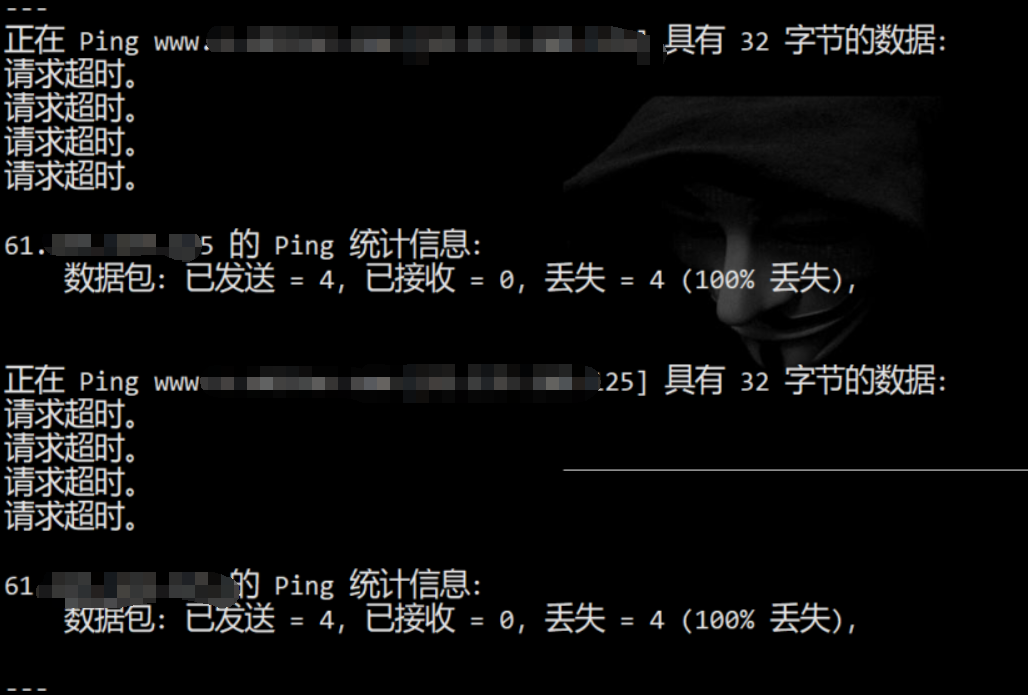 ---
正在 Ping www. 具有 32 字节的数据:
请求超时。
请求超时。
请求超时。
请求超时。
61. 5 的 Ping 统计信息:
数据包: 已发送 = 4, 已接收 = 0, 丢失 = 4 (100% 丢失),
正在 Ping www 125] 具有 32 字节的数据:
请求超时。
请求超时。
请求超时。
请求超时。
61. 的 Ping 统计信息:
数据包: 已发送 = 4, 已接收 = 0, 丢失 = 4 (100% 丢失),
---